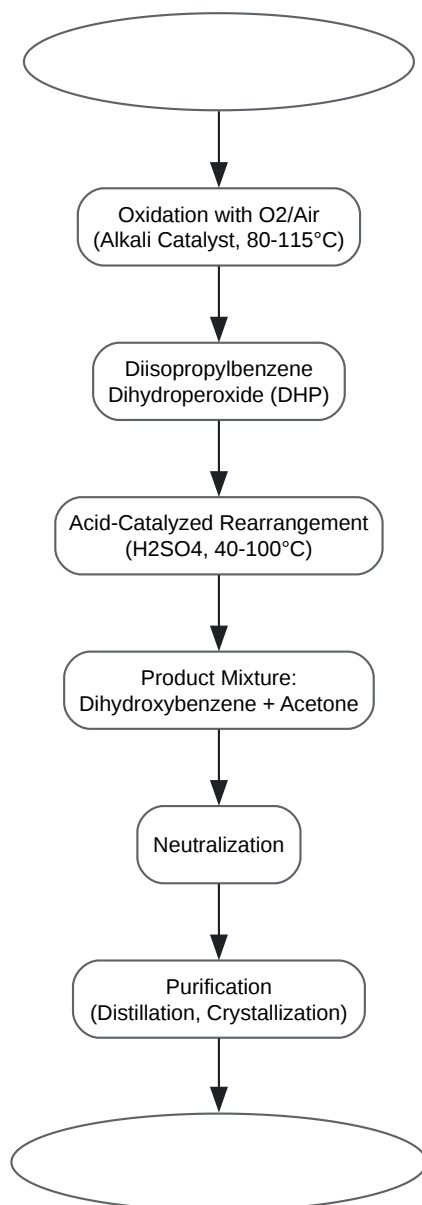 Oxidation with O2/Air
(Alkali Catalyst, 80-115°C)
Diisopropylbenzene
Dihydroperoxide (DHP)
Acid-Catalyzed Rearrangement
(H2SO4, 40-100°C)
Product Mixture:
Dihydroxybenzene + Acetone
Neutralization
Purification
(Distillation, Crystallization)